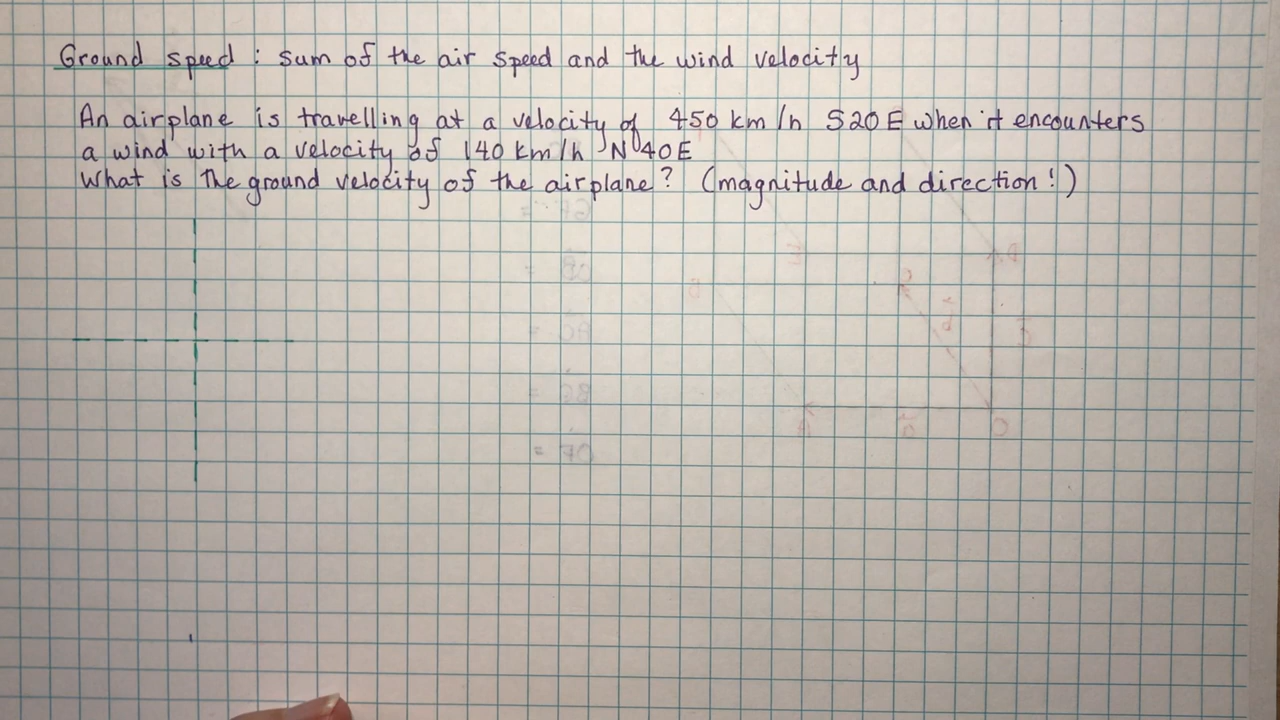 Ground speed : sum of the air speed and the wind velocity
An airplane is travelling at a velocity of 450 km/h S20E when it encounters
a wind with a velocity of 140 km/h N40E
What is the ground velocity of the airplane? (magnitude and direction!)